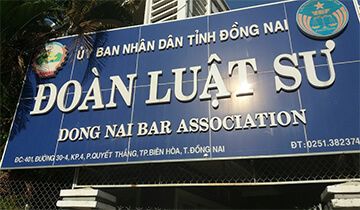 ỦY BAN NHÂN DÂN TỈNH ĐỒNG NAI
ĐOÀN LUẬT SƯ
DONG NAI BAR ASSOCIATION
ĐC: 401, ĐƯỜNG 30-4, KP.4, P.QUYẾT THẮNG, TP.BIÊN HÒA, T.ĐỒNG NAI ĐT: 0251.382374